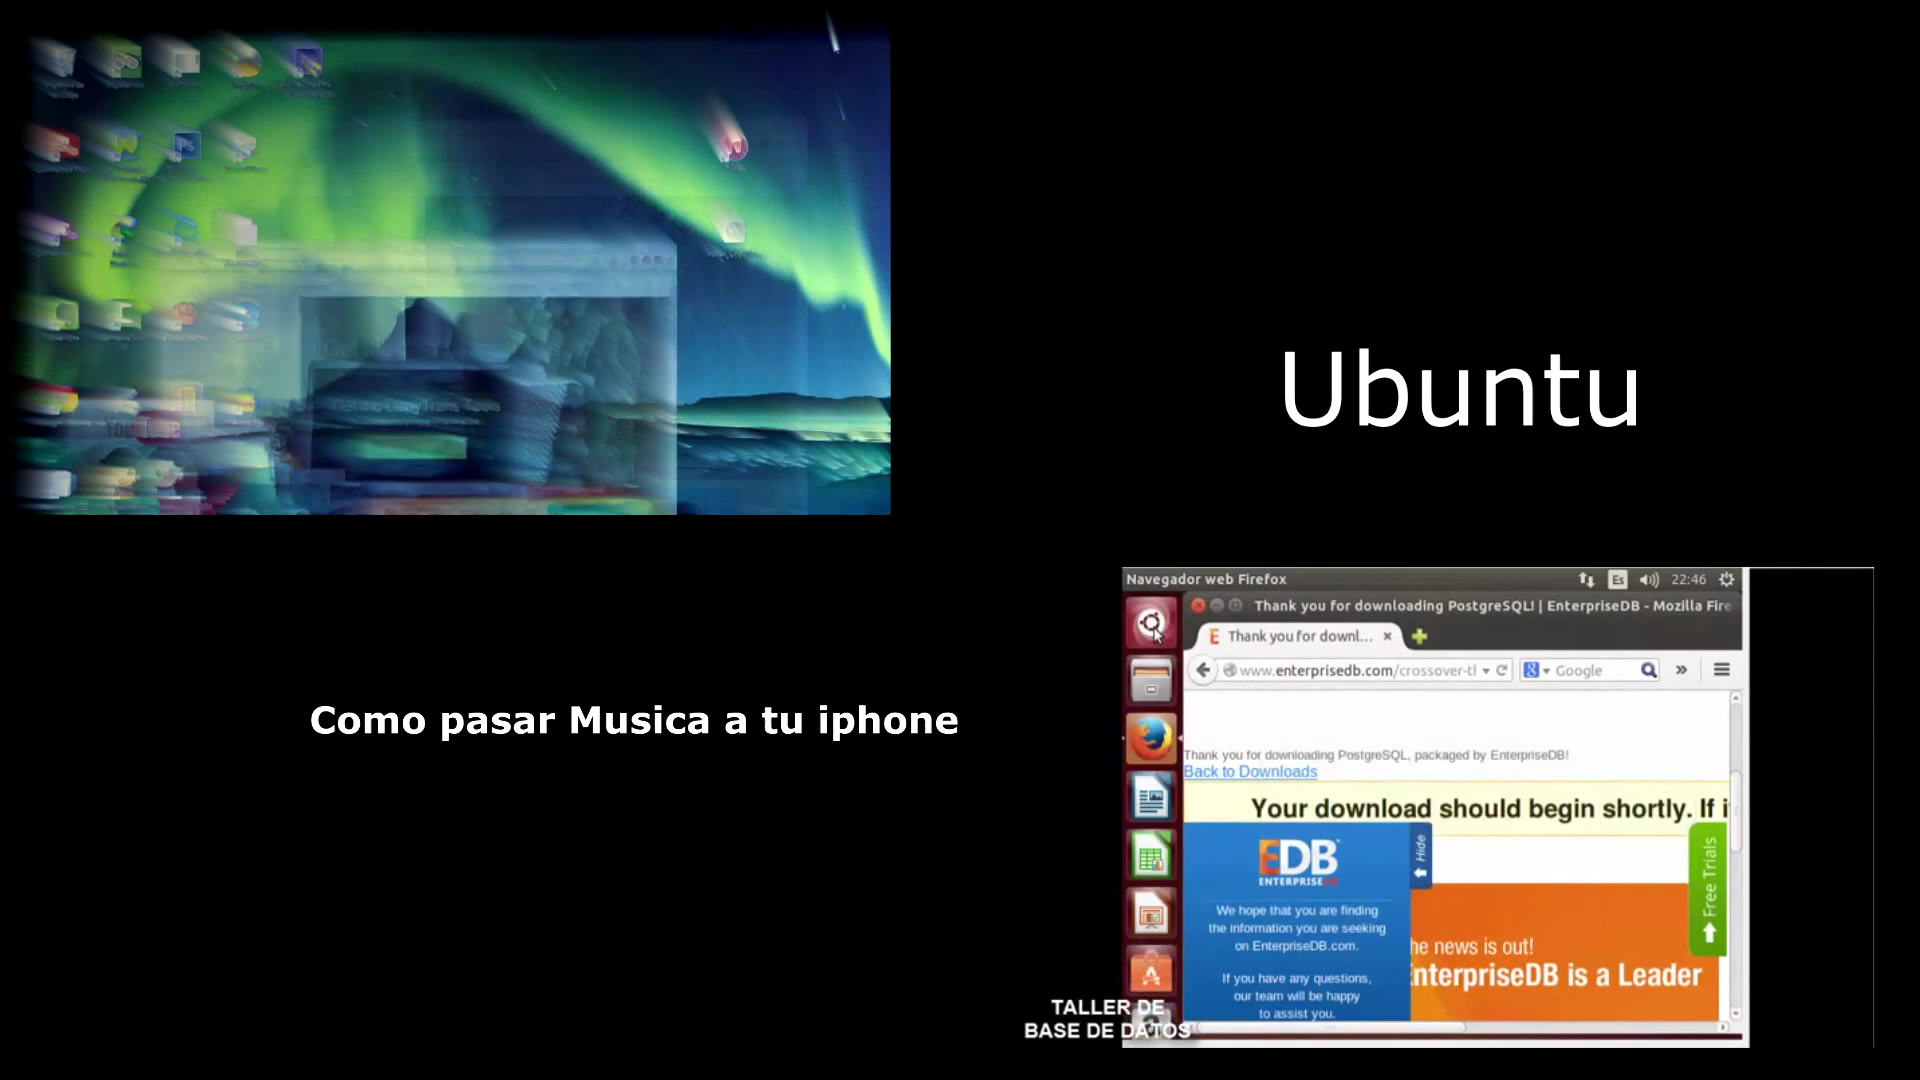 Ps
Ubuntu
Como pasar Musica a tu iphone
Navegador web Firefox
Es
22:46
Thank you for downloading PostgreSQL! | EnterpriseDB - Mozilla Fire
Thank you for downl...
www.enterprisedb.com/crossover-tl
Google
Thank you for downloading PostgreSQL, packaged by EnterpriseDB!
Back to Downloads
Your download should begin shortly. If i
EDB
ENTERPRISEDB
Hide
We hope that you are finding
the information you are seeking
on EnterpriseDB.com.
If you have any questions,
our team will be happy
to assist you.
Free Trials
he news is out!
EnterpriseDB is a Leader
TALLER DE
BASE DE DATOS